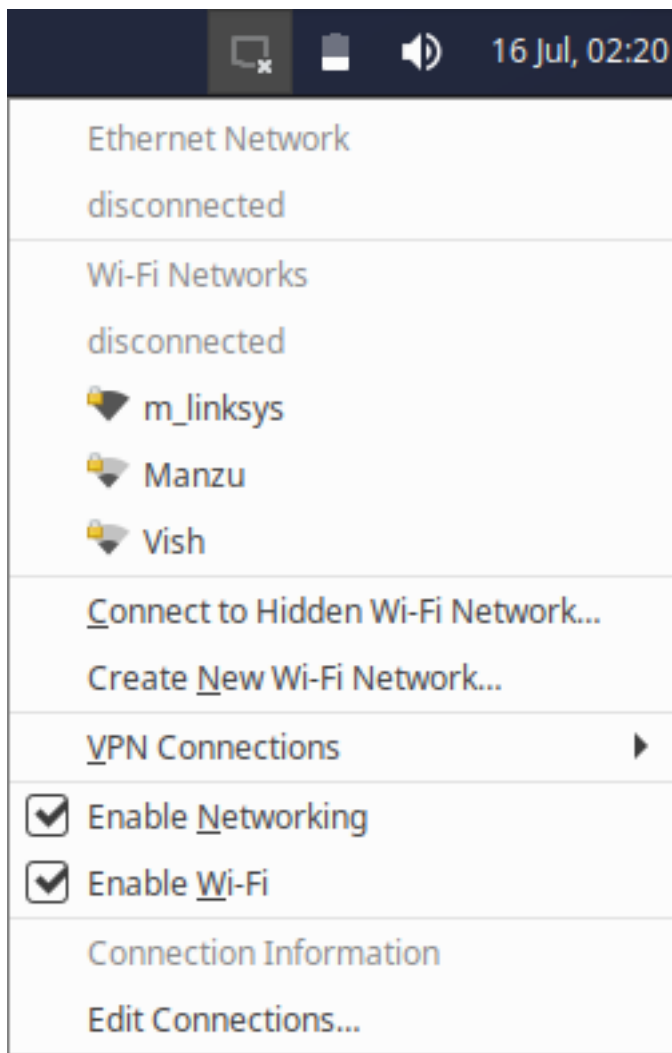 16 Jul, 02:20
Ethernet Network
disconnected
Wi-Fi Networks
disconnected
m_linksys
Manzu
Vish
Connect to Hidden Wi-Fi Network...
Create New Wi-Fi Network...
VPN Connections
Enable Networking
Enable Wi-Fi
Connection Information
Edit Connections...